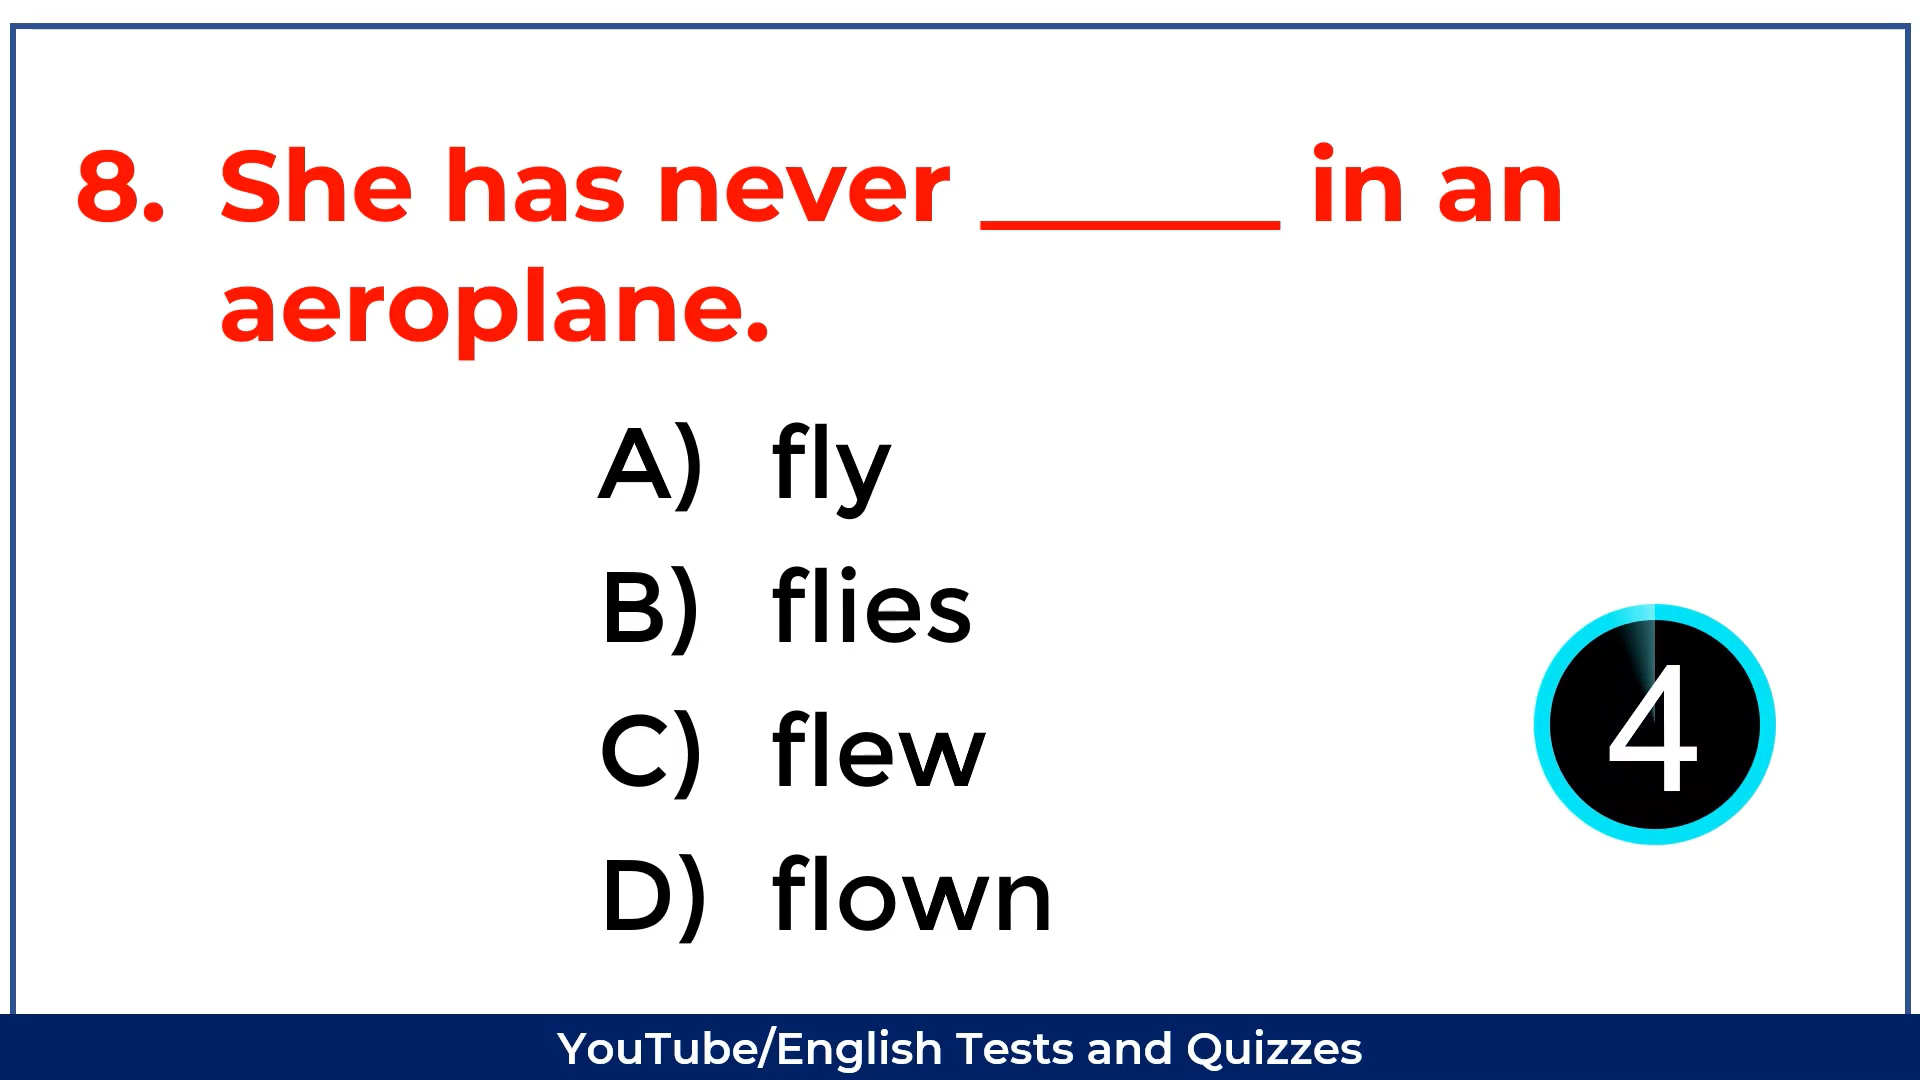 8. She has never ______ in an
aeroplane.
A) fly
B) flies
C) flew
D) flown
4
YouTube/English Tests and Quizzes